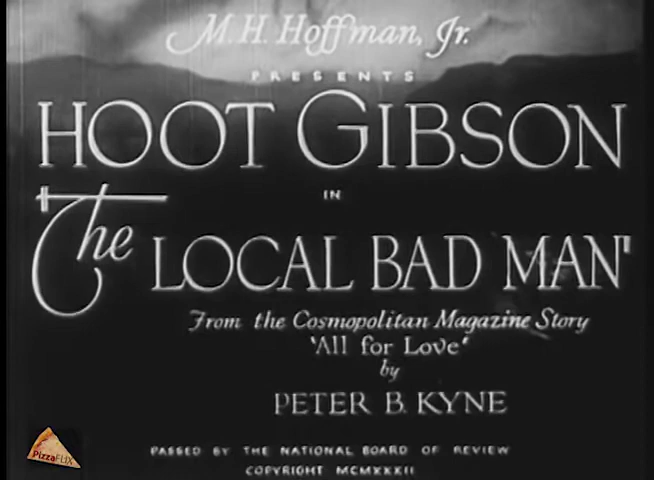 M. H. Hoffman, Jr.
PRESENTS
HOOT GIBSON
IN
"The LOCAL BAD MAN"
From the Cosmopolitan Magazine Story
'All for Love'
by
PETER B. KYNE
PASSED BY THE NATIONAL BOARD OF REVIEW
COPYRIGHT MCMXXXII
PizzaFLIX